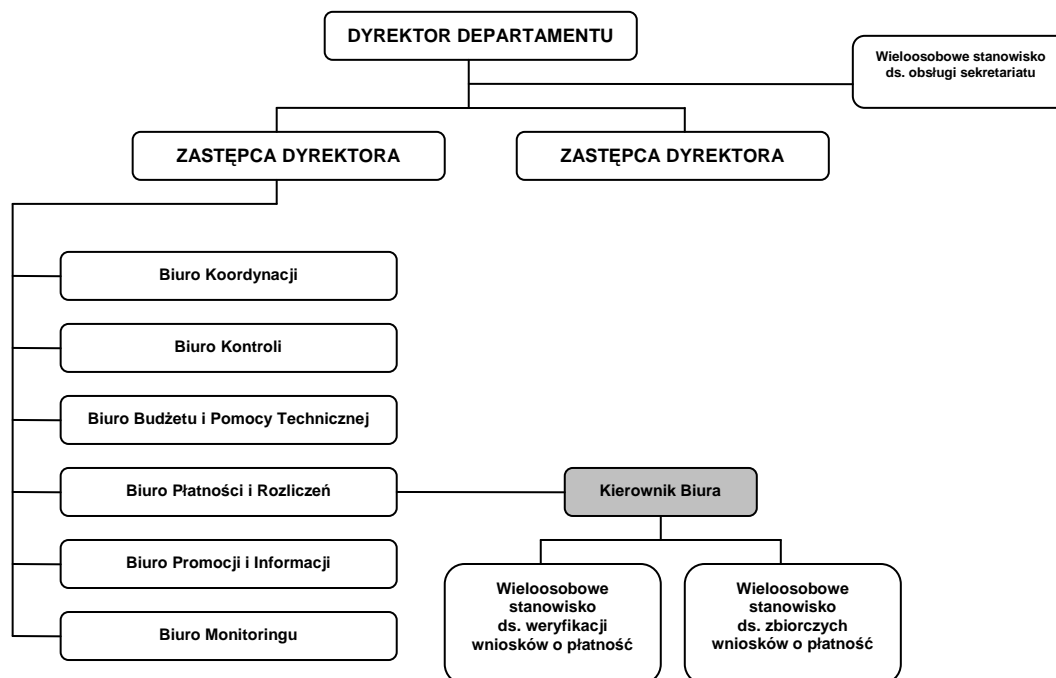 DYREKTOR DEPARTAMENTU
Wieloosobowe stanowisko
ds. obsługi sekretariatu
ZASTĘPCA DYREKTORA
ZASTĘPCA DYREKTORA
Biuro Koordynacji
Biuro Kontroli
Biuro Budżetu i Pomocy Technicznej
Biuro Płatności i Rozliczeń
Kierownik Biura
Biuro Promocji i Informacji
Biuro Monitoringu
Wieloosobowe
stanowisko
ds. weryfikacji
wniosków o płatność
Wieloosobowe
stanowisko
ds. zbiorczych
wniosków o płatność